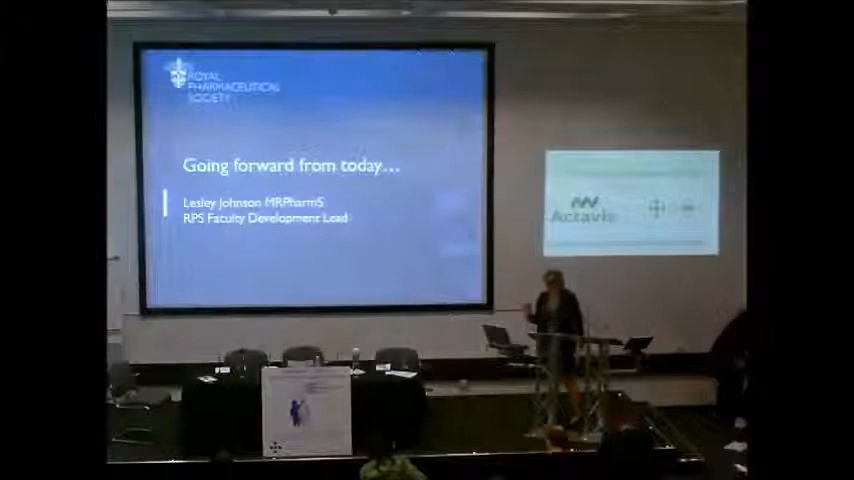 ROYAL
PHARMACEUTICAL
SOCIETY
Going forward from today...
Lesley Johnson MRPharmS
RPS Faculty Development Lead
Actavis